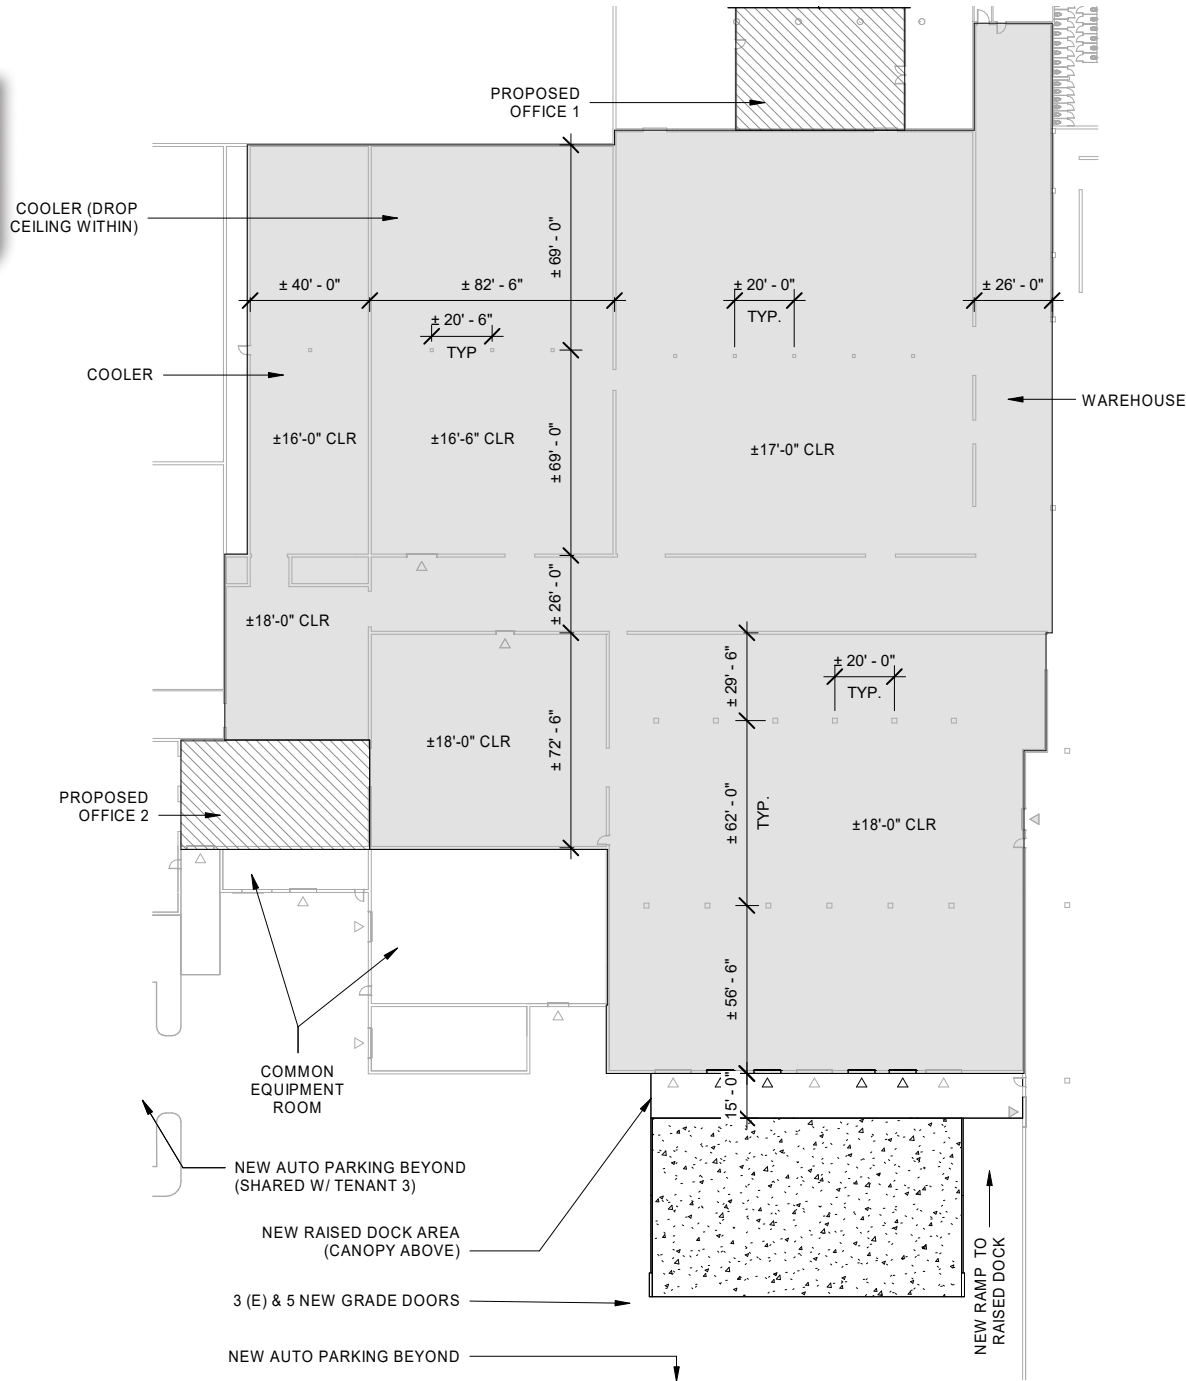 PROPOSED
OFFICE 1
COOLER (DROP
CEILING WITHIN)
± 69' - 0"
± 40' - 0"
± 82' - 6"
± 20' - 0"
TYP.
± 26' - 0"
± 20' - 6"
TYP
COOLER
WAREHOUSE
±16'-0" CLR
±16'-6" CLR
± 69' - 0"
±17'-0" CLR
± 26' - 0"
±18'-0" CLR
± 29' - 6"
± 20' - 0"
TYP.
±18'-0" CLR
± 72' - 6"
PROPOSED
OFFICE 2
± 62' - 0"
TYP.
±18'-0" CLR
± 56' - 6"
COMMON
EQUIPMENT
ROOM
15' - 0"
NEW AUTO PARKING BEYOND
(SHARED W/ TENANT 3)
NEW RAISED DOCK AREA
(CANOPY ABOVE)
NEW RAMP TO
RAISED DOCK
3 (E) & 5 NEW GRADE DOORS
NEW AUTO PARKING BEYOND